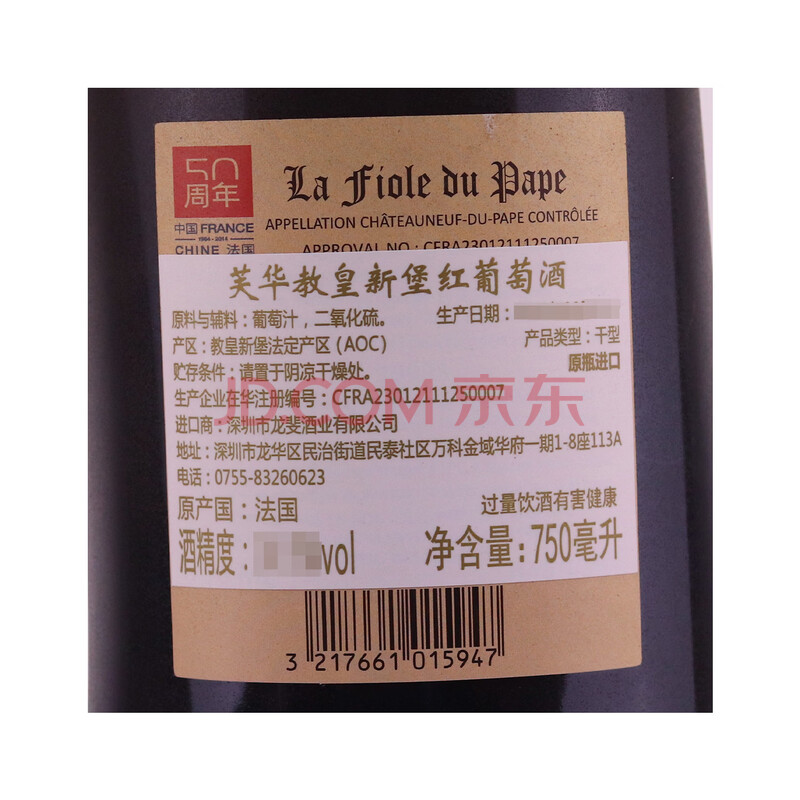 50
周年
中国 FRANCE
1964 - 2014
CHINE 法国
La Fiole du Pape
APPELLATION CHÂTEAUNEUF-DU-PAPE CONTRÔLÉE
APPROVAL NO.: CFRA23012111250007
芙华教皇新堡红葡萄酒
原料与辅料：葡萄汁，二氧化硫。 生产日期：
产区：教皇新堡法定产区（AOC） 产品类型：干型
贮存条件：请置于阴凉干燥处。 原瓶进口
生产企业在华注册编号：CFRA23012111250007
JD.COM 京东
进口商：深圳市龙斐酒业有限公司
地址：深圳市龙华区民治街道民泰社区万科金域华府一期1-8座113A
电话：0755-83260623
原产国：法国 过量饮酒有害健康
酒精度： vol 净含量：750毫升
3 217661 015947